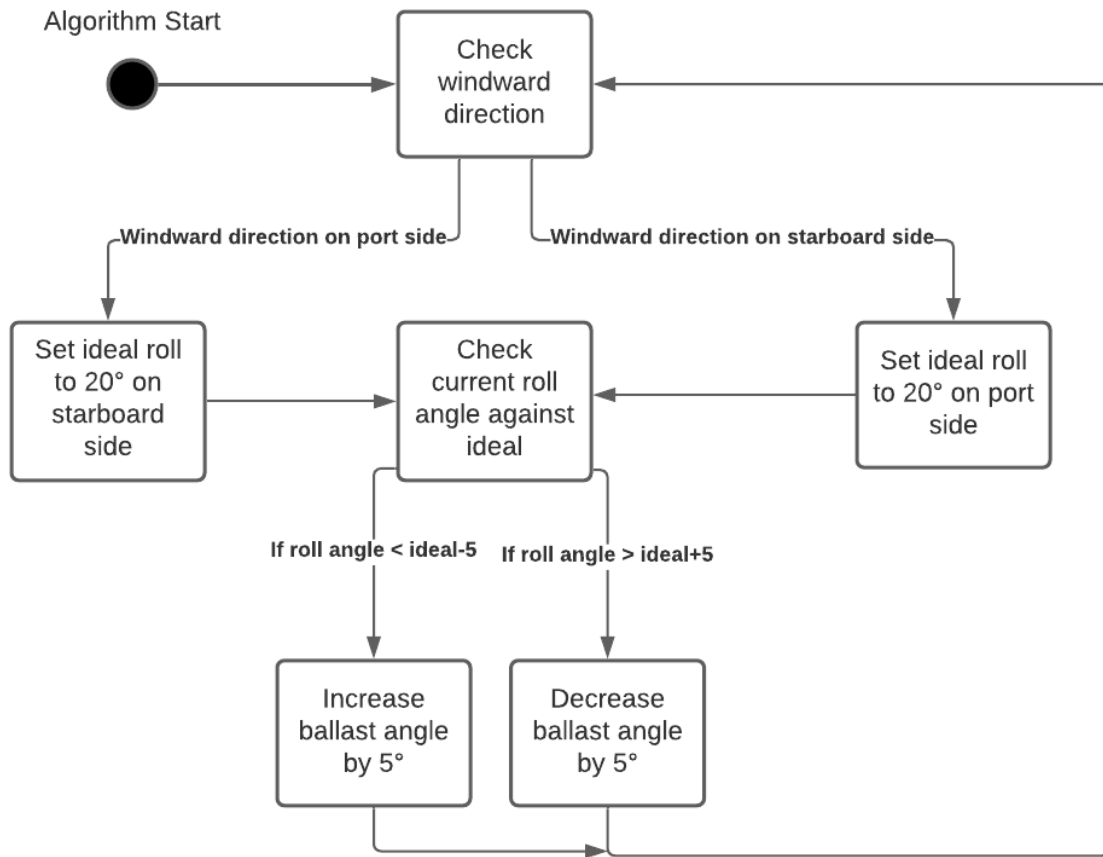 Algorithm Start
Check
windward
direction
Windward direction on port side
Windward direction on starboard side
Set ideal roll
to 20° on
starboard
side
Check
current roll
angle against
ideal
Set ideal roll
to 20° on port
side
If roll angle < ideal-5
If roll angle > ideal+5
Increase
ballast angle
by 5°
Decrease
ballast angle
by 5°